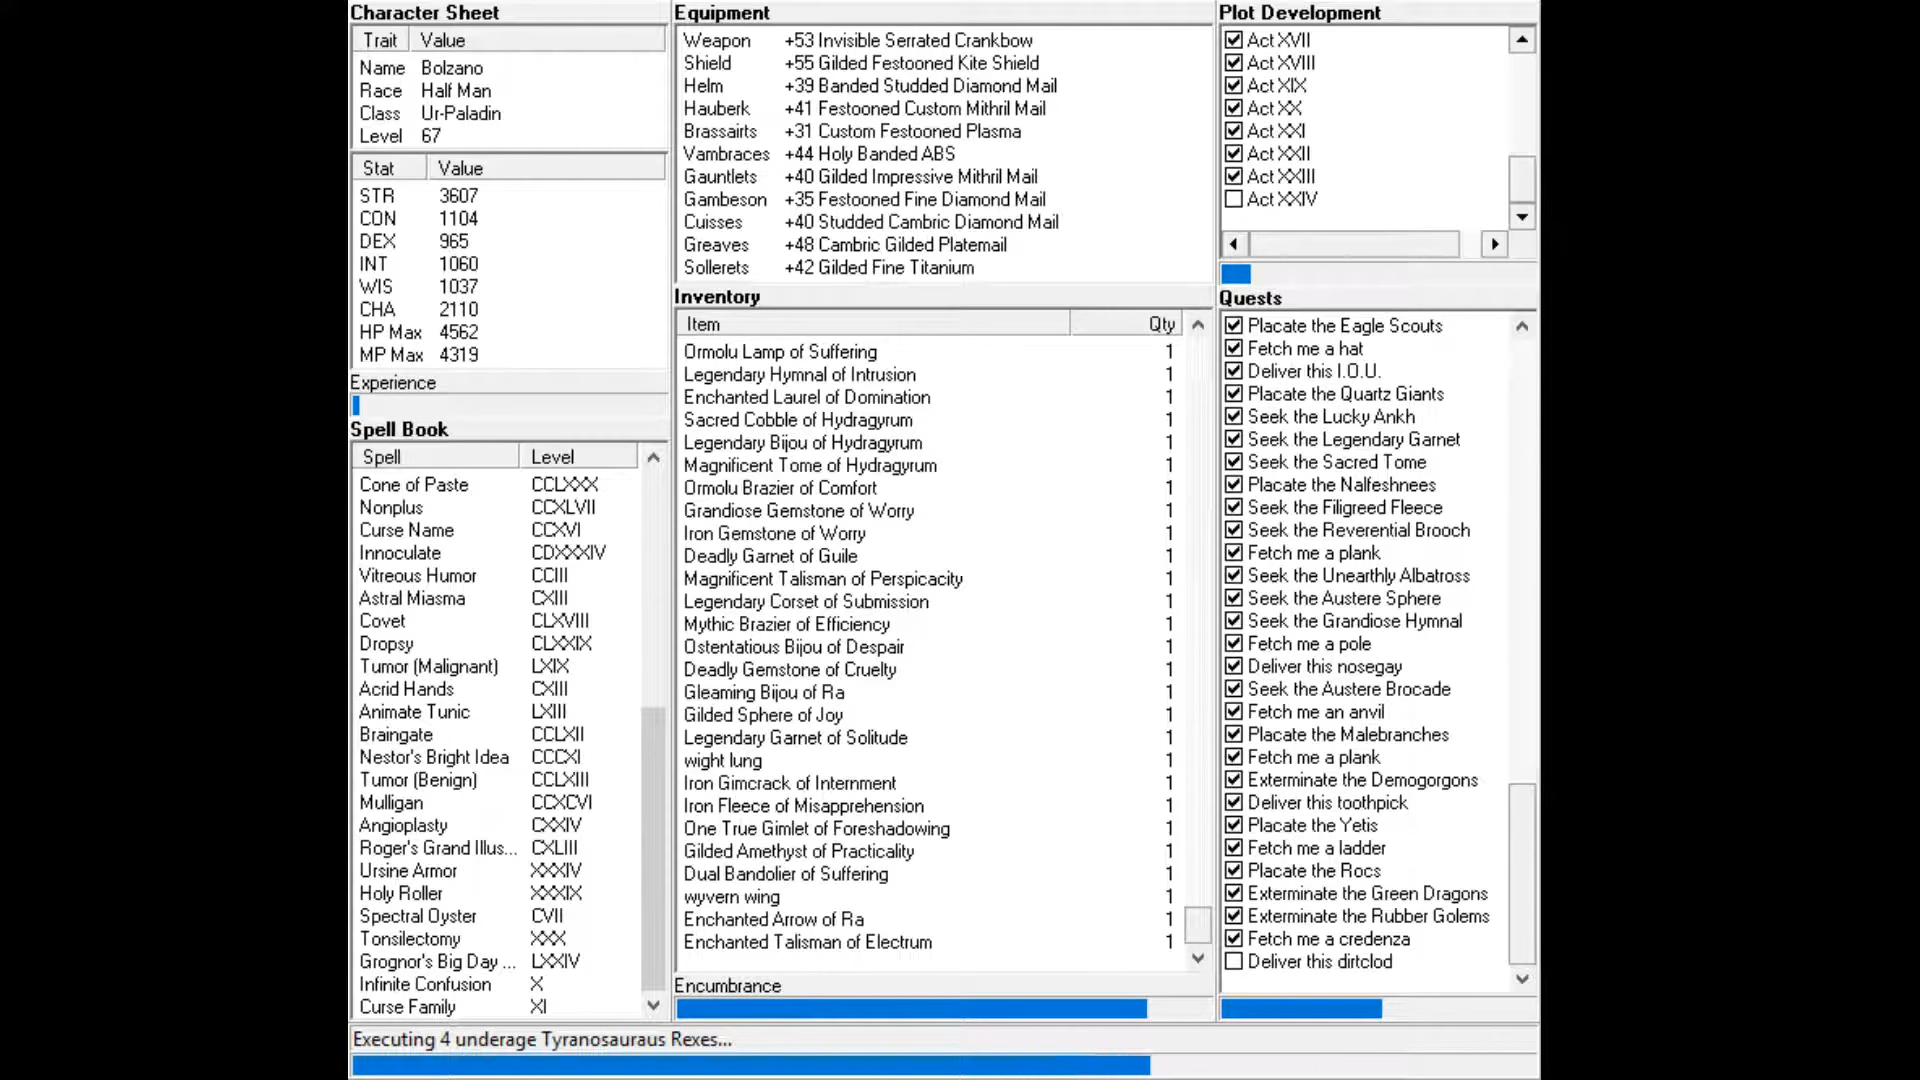 Character Sheet
Trait Value
Name Bolzano
Race Half Man
Class Ur-Paladin
Level 67
Stat Value
STR 3607
CON 1104
DEX 965
INT 1060
WIS 1037
CHA 2110
HP Max 4562
MP Max 4319
Experience
Spell Book
Spell Level
Cone of Paste CCLXXX
Nonplus CCXLVII
Curse Name CCXVI
Innoculate CDXXXIV
Vitreous Humor CCIII
Astral Miasma CXIII
Covet CLXVIII
Dropsy CLXXIX
Tumor (Malignant) LXIX
Acrid Hands CXIII
Animate Tunic LXIII
Braingate CCLXII
Nestor's Bright Idea CCCXI
Tumor (Benign) CCLXIII
Mulligan CCXCVI
Angioplasty CXXIV
Roger's Grand Illus... CXLIII
Ursine Armor XXXIV
Holy Roller XXXIX
Spectral Oyster CVII
Tonsilectomy XXX
Grognor's Big Day ... LXXIV
Infinite Confusion X
Curse Family XI
Equipment
Weapon +53 Invisible Serrated Crankbow
Shield +55 Gilded Festooned Kite Shield
Helm +39 Banded Studded Diamond Mail
Hauberk +41 Festooned Custom Mithril Mail
Brassairts +31 Custom Festooned Plasma
Vambraces +44 Holy Banded ABS
Gauntlets +40 Gilded Impressive Mithril Mail
Gambeson +35 Festooned Fine Diamond Mail
Cuisses +40 Studded Cambric Diamond Mail
Greaves +48 Cambric Gilded Platemail
Sollerets +42 Gilded Fine Titanium
Inventory
Item Qty
Ormolu Lamp of Suffering 1
Legendary Hymnal of Intrusion 1
Enchanted Laurel of Domination 1
Sacred Cobble of Hydragyrum 1
Legendary Bijou of Hydragyrum 1
Magnificent Tome of Hydragyrum 1
Ormolu Brazier of Comfort 1
Grandiose Gemstone of Worry 1
Iron Gemstone of Worry 1
Deadly Garnet of Guile 1
Magnificent Talisman of Perspicacity 1
Legendary Corset of Submission 1
Mythic Brazier of Efficiency 1
Ostentatious Bijou of Despair 1
Deadly Gemstone of Cruelty 1
Gleaming Bijou of Ra 1
Gilded Sphere of Joy 1
Legendary Garnet of Solitude 1
wight lung 1
Iron Gimcrack of Internment 1
Iron Fleece of Misapprehension 1
One True Gimlet of Foreshadowing 1
Gilded Amethyst of Practicality 1
Dual Bandolier of Suffering 1
wyvern wing 1
Enchanted Arrow of Ra 1
Enchanted Talisman of Electrum 1
Encumbrance
Plot Development
Act XVII
Act XVIII
Act XIX
Act XX
Act XXI
Act XXII
Act XXIII
Act XXIV
Quests
Placate the Eagle Scouts
Fetch me a hat
Deliver this I.O.U.
Placate the Quartz Giants
Seek the Lucky Ankh
Seek the Legendary Garnet
Seek the Sacred Tome
Placate the Nalfeshnees
Seek the Filigreed Fleece
Seek the Reverential Brooch
Fetch me a plank
Seek the Unearthly Albatross
Seek the Austere Sphere
Seek the Grandiose Hymnal
Fetch me a pole
Deliver this nosegay
Seek the Austere Brocade
Fetch me an anvil
Placate the Malebranches
Fetch me a plank
Exterminate the Demogorgons
Deliver this toothpick
Placate the Yetis
Fetch me a ladder
Placate the Rocs
Exterminate the Green Dragons
Exterminate the Rubber Golems
Fetch me a credenza
Deliver this dirtclod
Executing 4 underage Tyranosauraus Rexes...